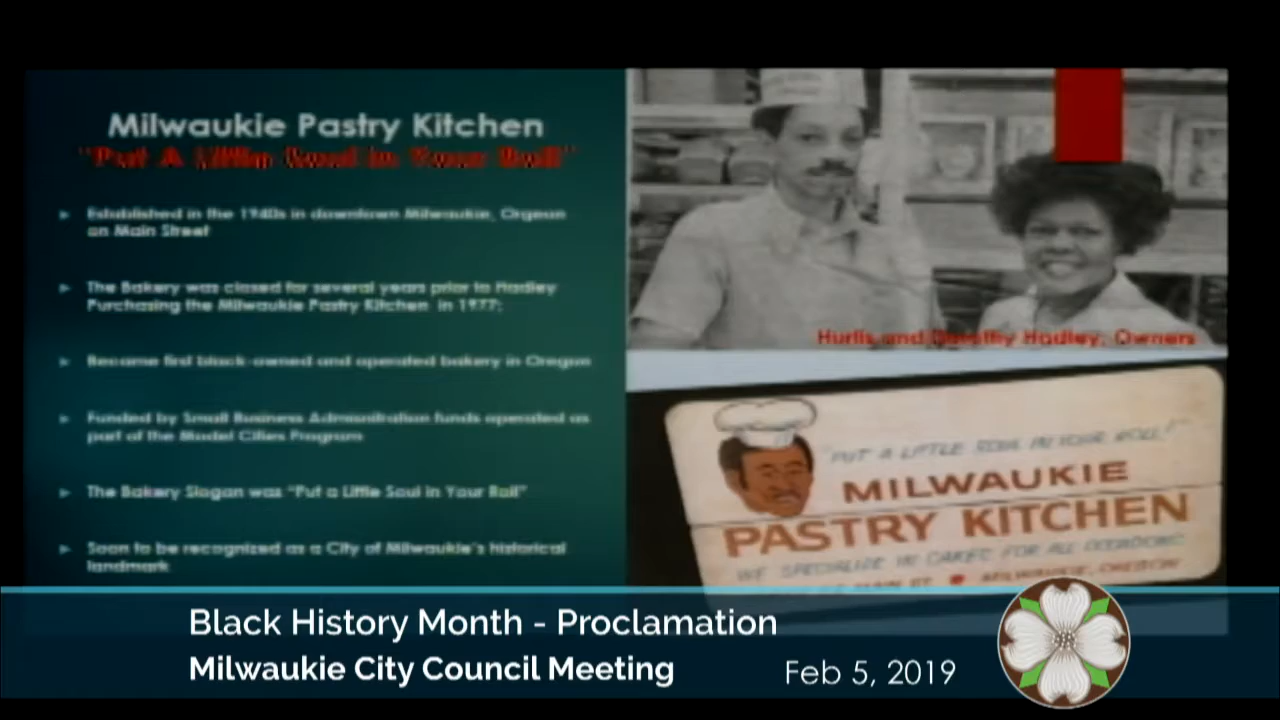 Milwaukie Pastry Kitchen
"Put A Little Soul in Your Roll"
Established in the 1940s in downtown Milwaukie, Orgeon
on Main Street
The Bakery was closed for several years prior to Hadley
Purchasing the Milwaukie Pastry Kitchen in 1977;
Became first black-owned and operated bakery in Oregon
Funded by Small Business
funds operated as
part of the Model Cities Program
The Bakery Slogan was "Put a Little Soul in Your Roll"
Soon to be recognized as a City of Milwaukie's historical
landmark
Hurlis and Dorothy Hadley, Owners
"PUT A LITTLE SOUL IN YOUR ROLL!"
MILWAUKIE
PASTRY KITCHEN
WE SPECIALIZE IN CAKES FOR ALL OCCASIONS
MAIN ST. MILWAUKIE, OREGON
Black History Month - Proclamation
Milwaukie City Council Meeting
Feb 5, 2019